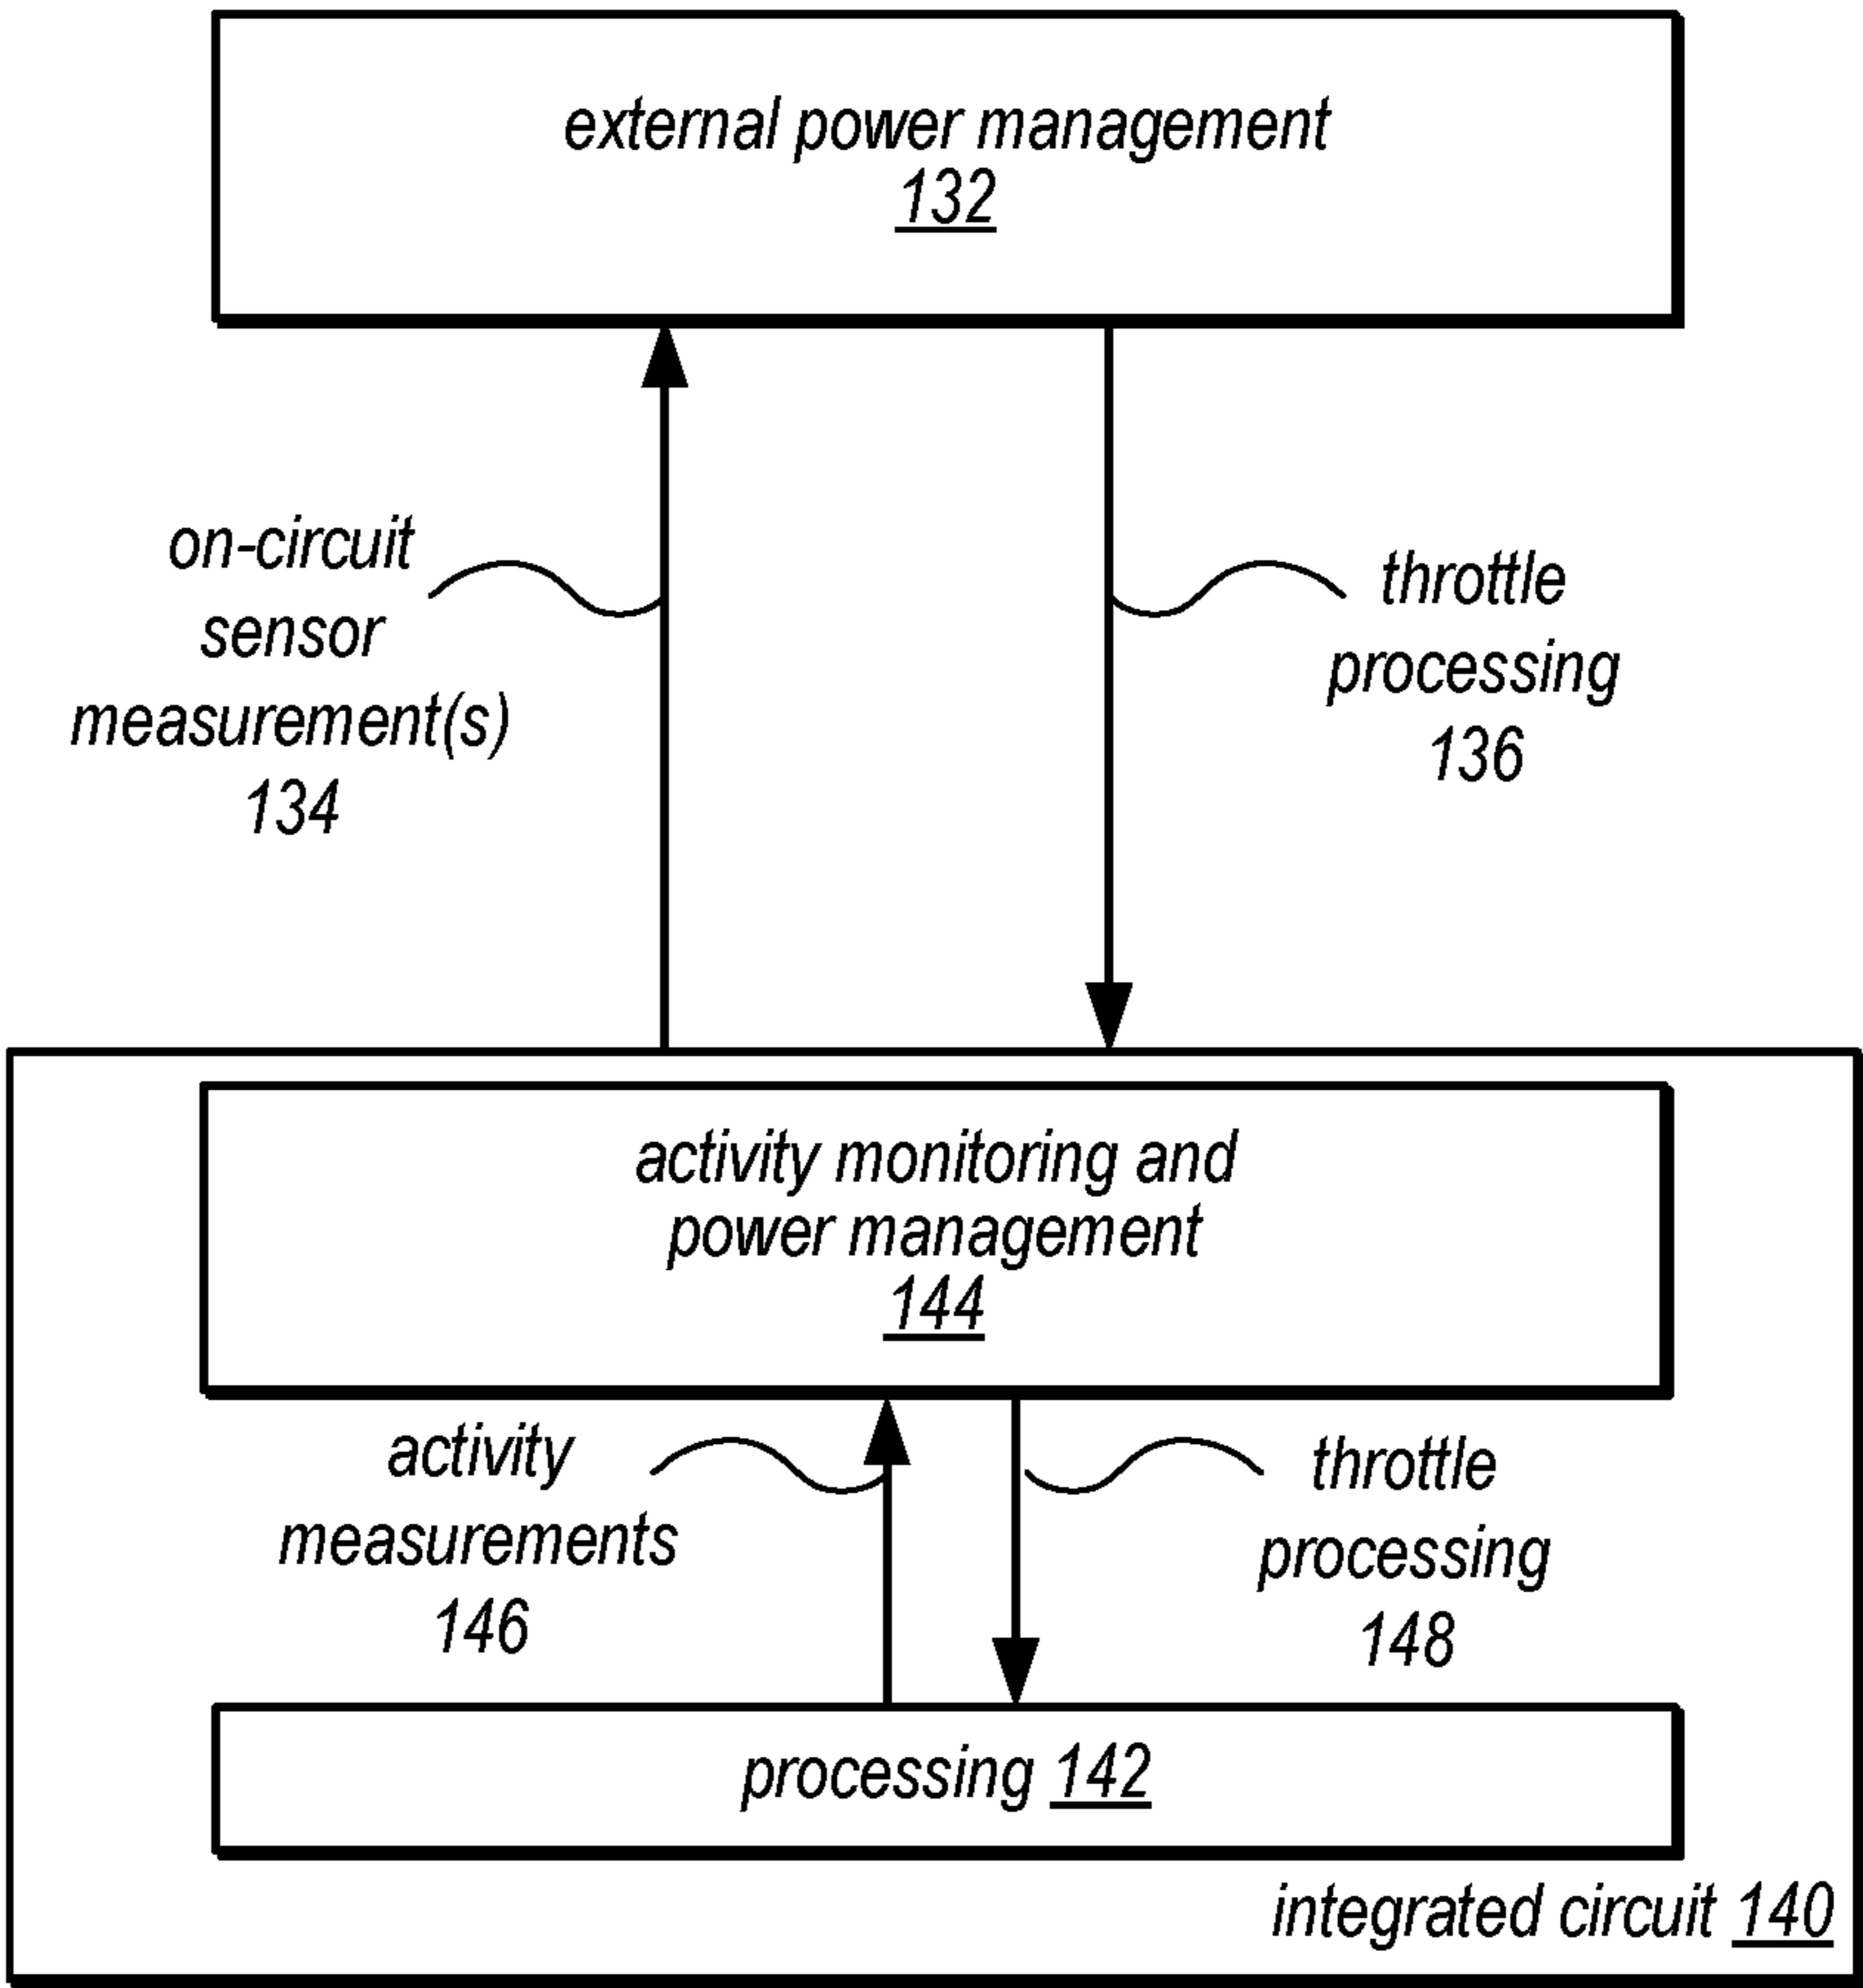 external power management
132
on-circuit
sensor
measurement(s)
134
throttle
processing
136
activity monitoring and
power management
144
activity
measurements
146
throttle
processing
148
processing 142
integrated circuit 140